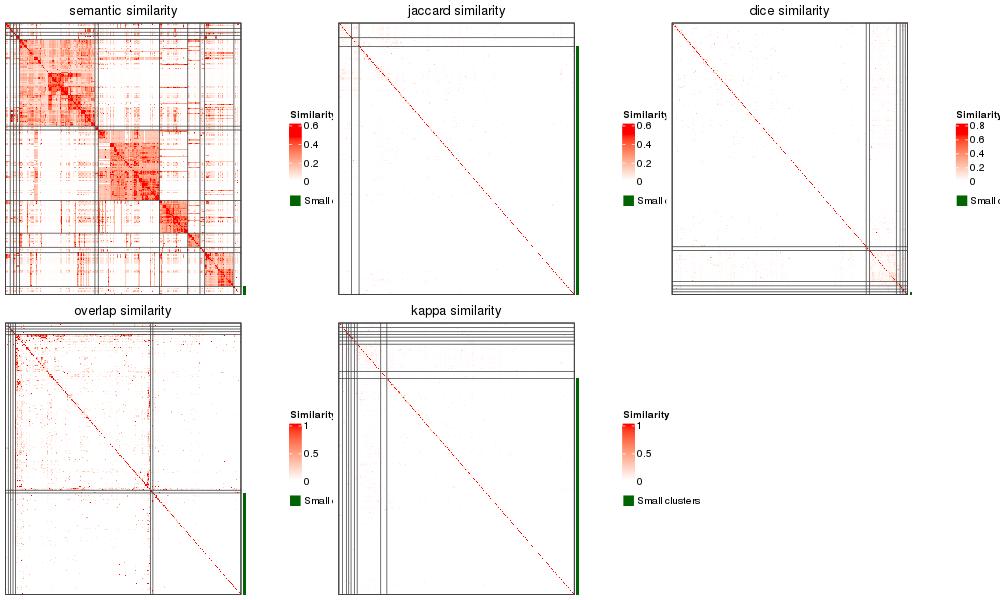 semantic similarity
jaccard similarity
dice similarity
Similarity
0.6
0.4
0.2
0
Small
Similarity
0.6
0.4
0.2
0
Small
Similarity
0.8
0.6
0.4
0.2
0
Small
overlap similarity
kappa similarity
Similarity
1
0.5
0
Small
Similarity
1
0.5
0
Small clusters